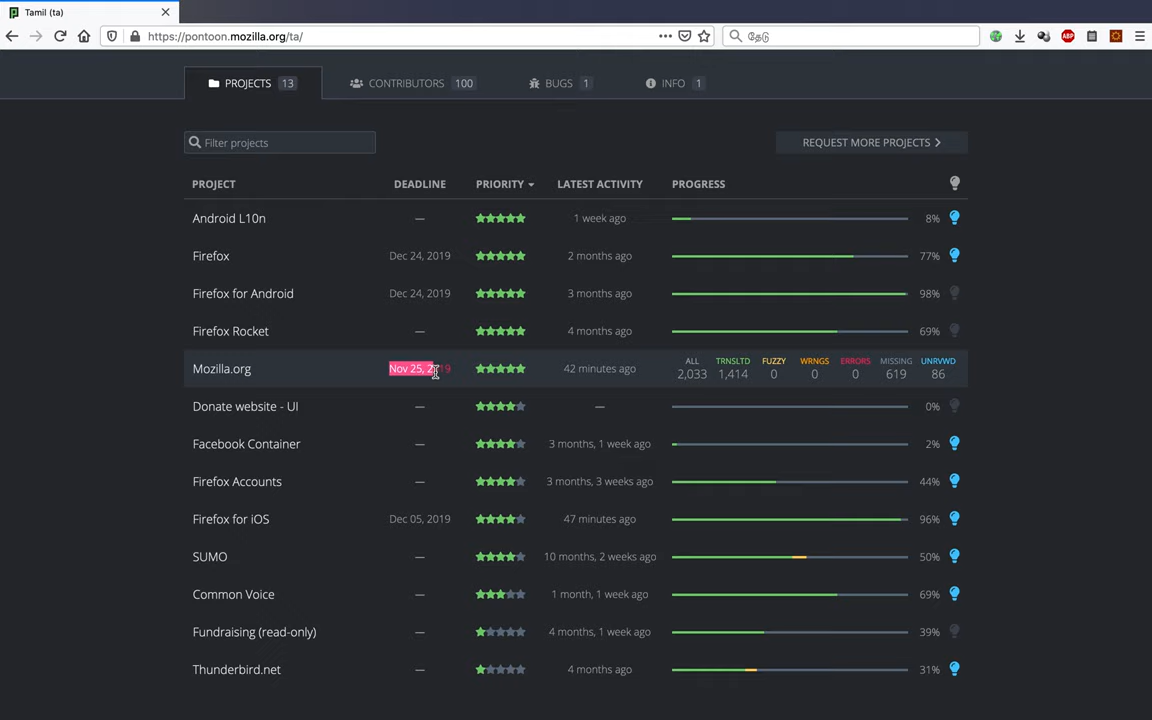 Tamil (ta)
https://pontoon.mozilla.org/ta/
தேடு
ABP
PROJECTS 13 CONTRIBUTORS 100 BUGS 1 INFO 1
Filter projects REQUEST MORE PROJECTS
PROJECT DEADLINE PRIORITY LATEST ACTIVITY PROGRESS
Android L10n — 1 week ago 8%
Firefox Dec 24, 2019 2 months ago 77%
Firefox for Android Dec 24, 2019 3 months ago 98%
Firefox Rocket — 4 months ago 69%
ALL TRNSLTD FUZZY WRNGS ERRORS MISSING UNRVWD
Mozilla.org Nov 25, 2019 42 minutes ago 2,033 1,414 0 0 0 619 86
Donate website - UI — — 0%
Facebook Container — 3 months, 1 week ago 2%
Firefox Accounts — 3 months, 3 weeks ago 44%
Firefox for iOS Dec 05, 2019 47 minutes ago 96%
SUMO — 10 months, 2 weeks ago 50%
Common Voice — 1 month, 1 week ago 69%
Fundraising (read-only) — 4 months, 1 week ago 39%
Thunderbird.net — 4 months ago 31%